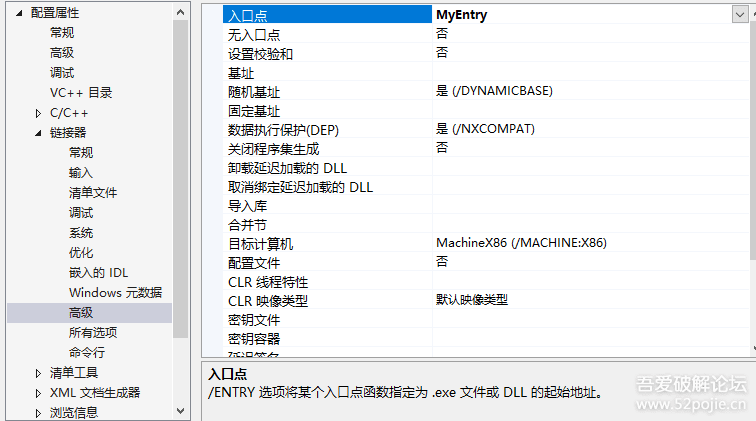 配置属性
常规
高级
调试
VC++ 目录
C/C++
链接器
常规
输入
清单文件
调试
系统
优化
嵌入的 IDL
Windows 元数据
高级
所有选项
命令行
清单工具
XML 文档生成器
浏览信息
入口点 MyEntry
无入口点 否
设置校验和 否
基址
随机基址 是 (/DYNAMICBASE)
固定基址
数据执行保护(DEP) 是 (/NXCOMPAT)
关闭程序集生成 否
卸载延迟加载的 DLL
取消绑定延迟加载的 DLL
导入库
合并节
目标计算机 MachineX86 (/MACHINE:X86)
配置文件 否
CLR 线程特性
CLR 映像类型 默认映像类型
密钥文件
密钥容器
延迟签名
入口点
/ENTRY 选项将某个入口点函数指定为 .exe 文件或 DLL 的起始地址。
吾爱破解论坛
www.52pojie.cn